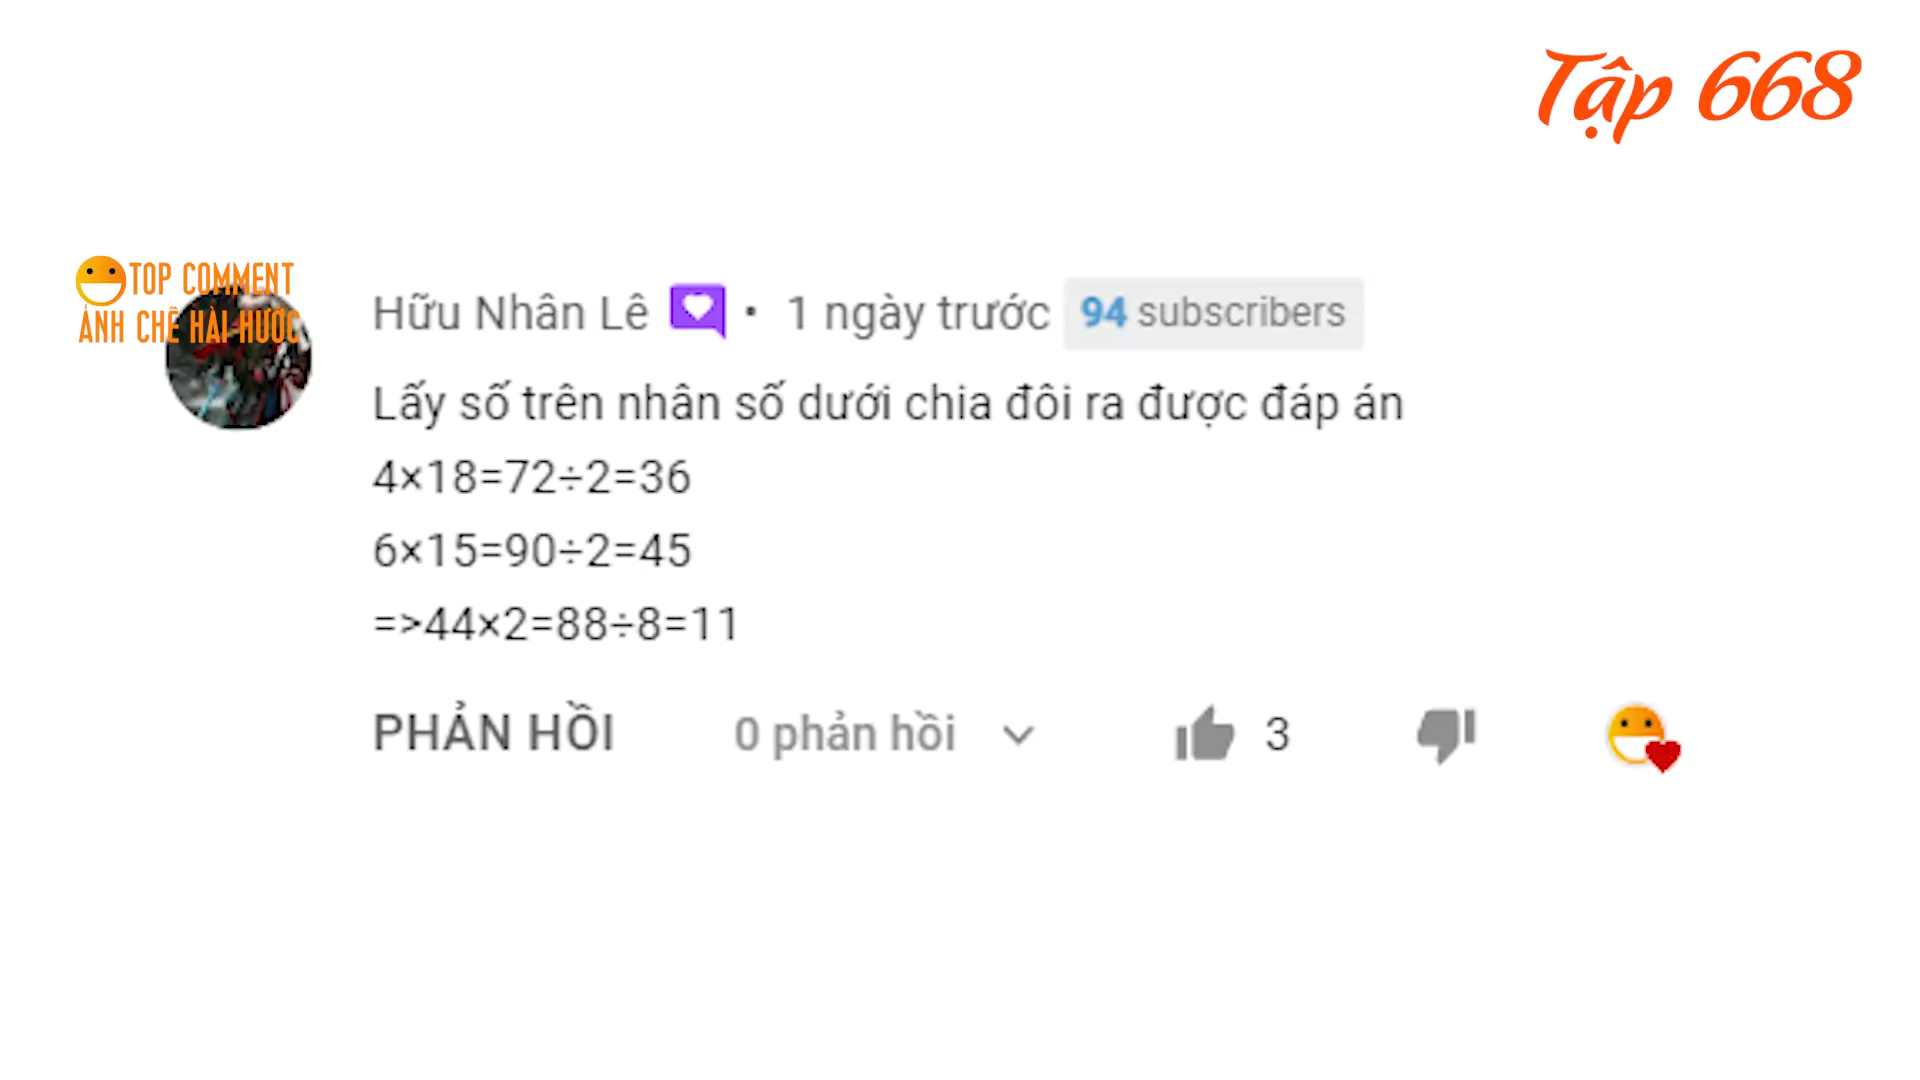 Tập 668
TOP COMMENT
ẢNH CHẾ HÀI HƯỚC
Hữu Nhân Lê • 1 ngày trước 94 subscribers
Lấy số trên nhân số dưới chia đôi ra được đáp án
4×18=72÷2=36
6×15=90÷2=45
=>44×2=88÷8=11
PHẢN HỒI 0 phản hồi 3